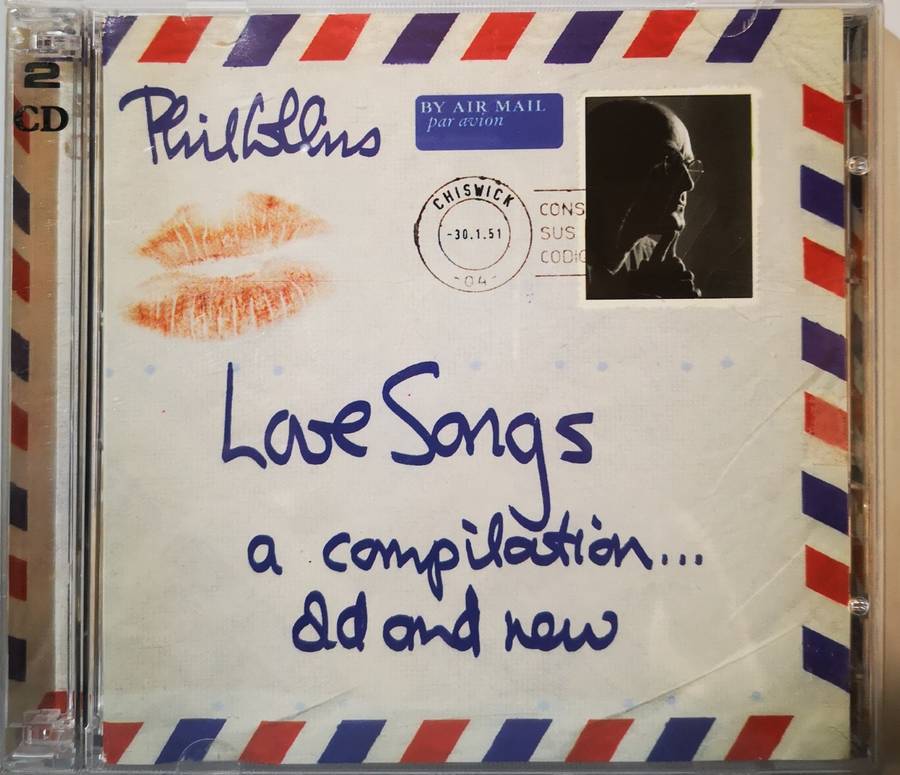 2
CD
Phil Collins
BY AIR MAIL
par avion
CHISWICK
-30.1.51
-04-
CONS
SUS
CODIG
Love Songs
a compilation...
Old and new